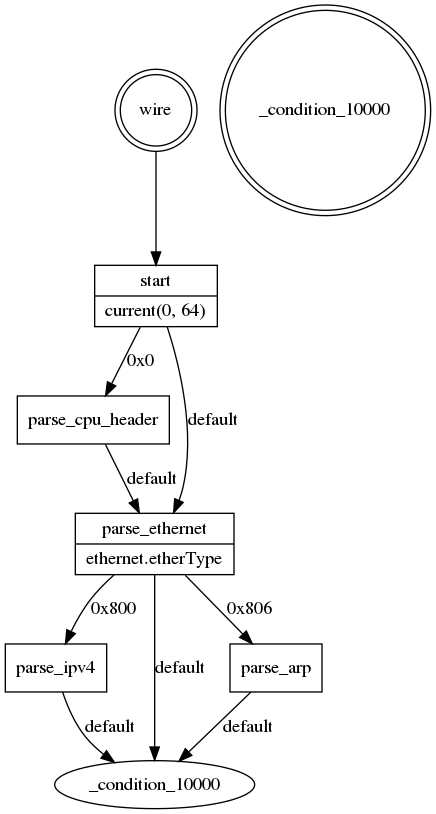 wire
_condition_10000
start
current(0, 64)
0x0
parse_cpu_header
default
default
parse_ethernet
ethernet.etherType
0x800
0x806
parse_ipv4
default
parse_arp
default
default
_condition_10000